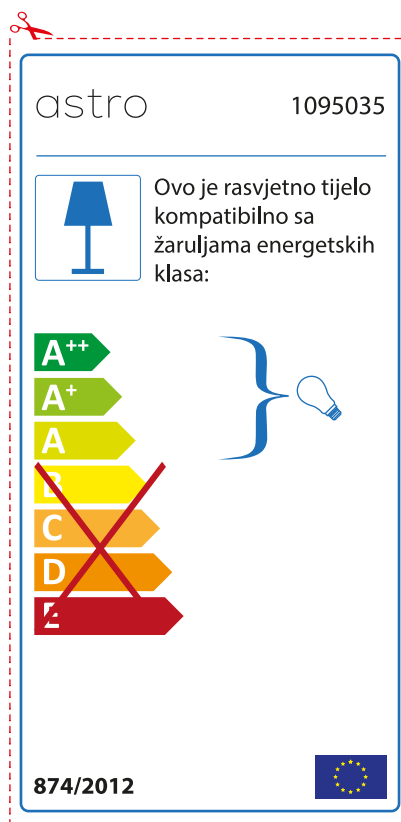 astro
1095035
Ovo je rasvjetno tijelo
kompatibilno sa
žaruljama energetskih
klasa:
A++
A+
A
B
C
D
E
874/2012